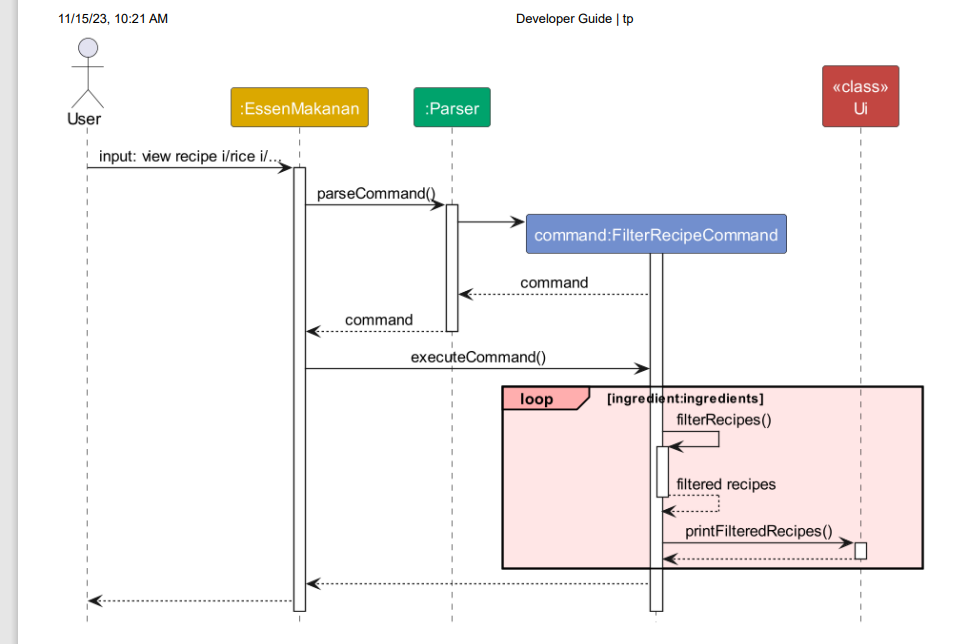 11/15/23, 10:21 AM
Developer Guide | tp
User
:EssenMakanan
:Parser
«class»
Ui
input: view recipe i/rice i/...
parseCommand()
command:FilterRecipeCommand
command
command
executeCommand()
loop
[ingredient:ingredients]
filterRecipes()
filtered recipes
printFilteredRecipes()